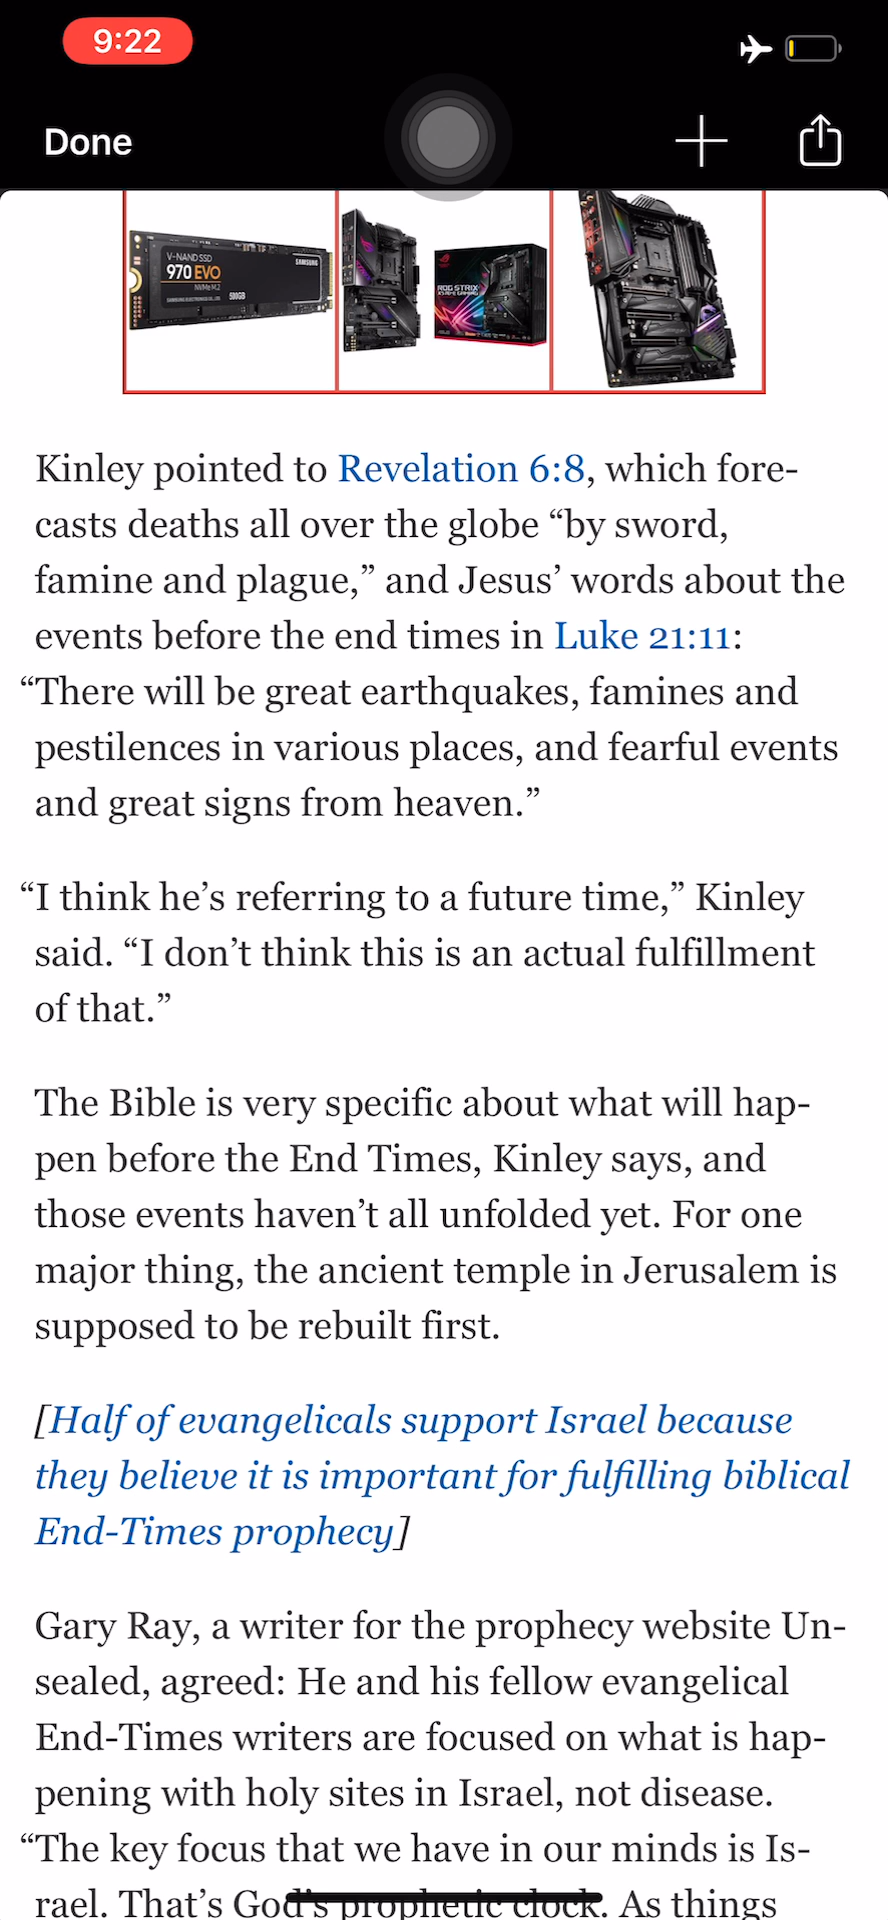 9:22
Done
V-NAND SSD
970 EVO
NVMe M.2
SAMSUNG
500GB
ROG STRIX
Kinley pointed to Revelation 6:8, which fore-
casts deaths all over the globe “by sword,
famine and plague,” and Jesus’ words about the
events before the end times in Luke 21:11:
“There will be great earthquakes, famines and
pestilences in various places, and fearful events
and great signs from heaven.”
“I think he’s referring to a future time,” Kinley
said. “I don’t think this is an actual fulfillment
of that.”
The Bible is very specific about what will hap-
pen before the End Times, Kinley says, and
those events haven’t all unfolded yet. For one
major thing, the ancient temple in Jerusalem is
supposed to be rebuilt first.
[Half of evangelicals support Israel because
they believe it is important for fulfilling biblical
End-Times prophecy]
Gary Ray, a writer for the prophecy website Un-
sealed, agreed: He and his fellow evangelical
End-Times writers are focused on what is hap-
pening with holy sites in Israel, not disease.
“The key focus that we have in our minds is Is-
rael. That’s God’s prophetic clock. As things